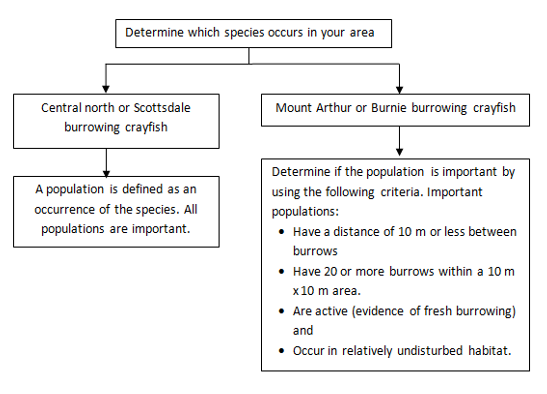 Determine which species occurs in your area
Central north or Scottsdale
burrowing crayfish
A population is defined as an
occurrence of the species. All
populations are important.
Mount Arthur or Burnie burrowing crayfish
Determine if the population is important by
using the following criteria. Important
populations:
• Have a distance of 10 m or less between
burrows
• Have 20 or more burrows within a 10 m
x 10 m area.
• Are active (evidence of fresh burrowing)
and
• Occur in relatively undisturbed habitat.